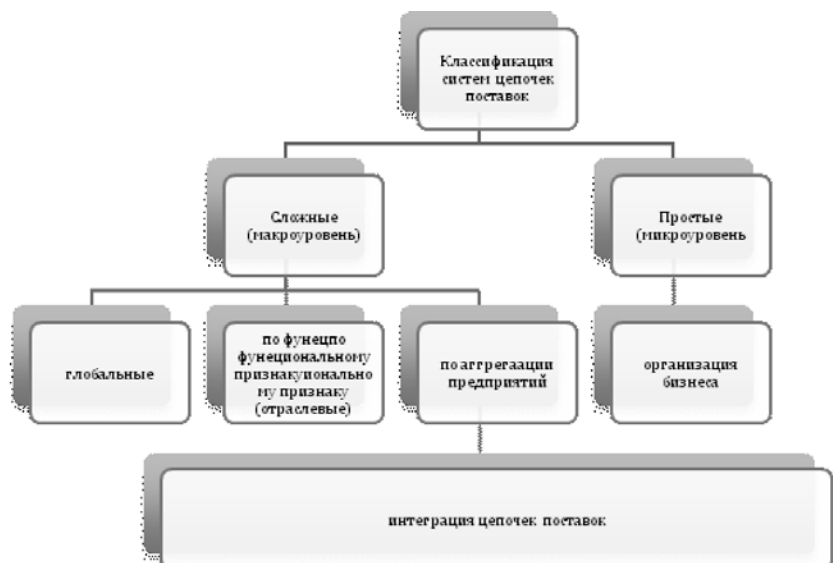 Классификация
систем цепочек
поставок
Сложные
(макроуровень)
Простые
(микроуровень
глобальные
по функцпо
функциональному
признакуионально
му признаку
(отраслевые)
по аггрегаации
предприятий
организация
бизнеса
интеграция цепочек поставок